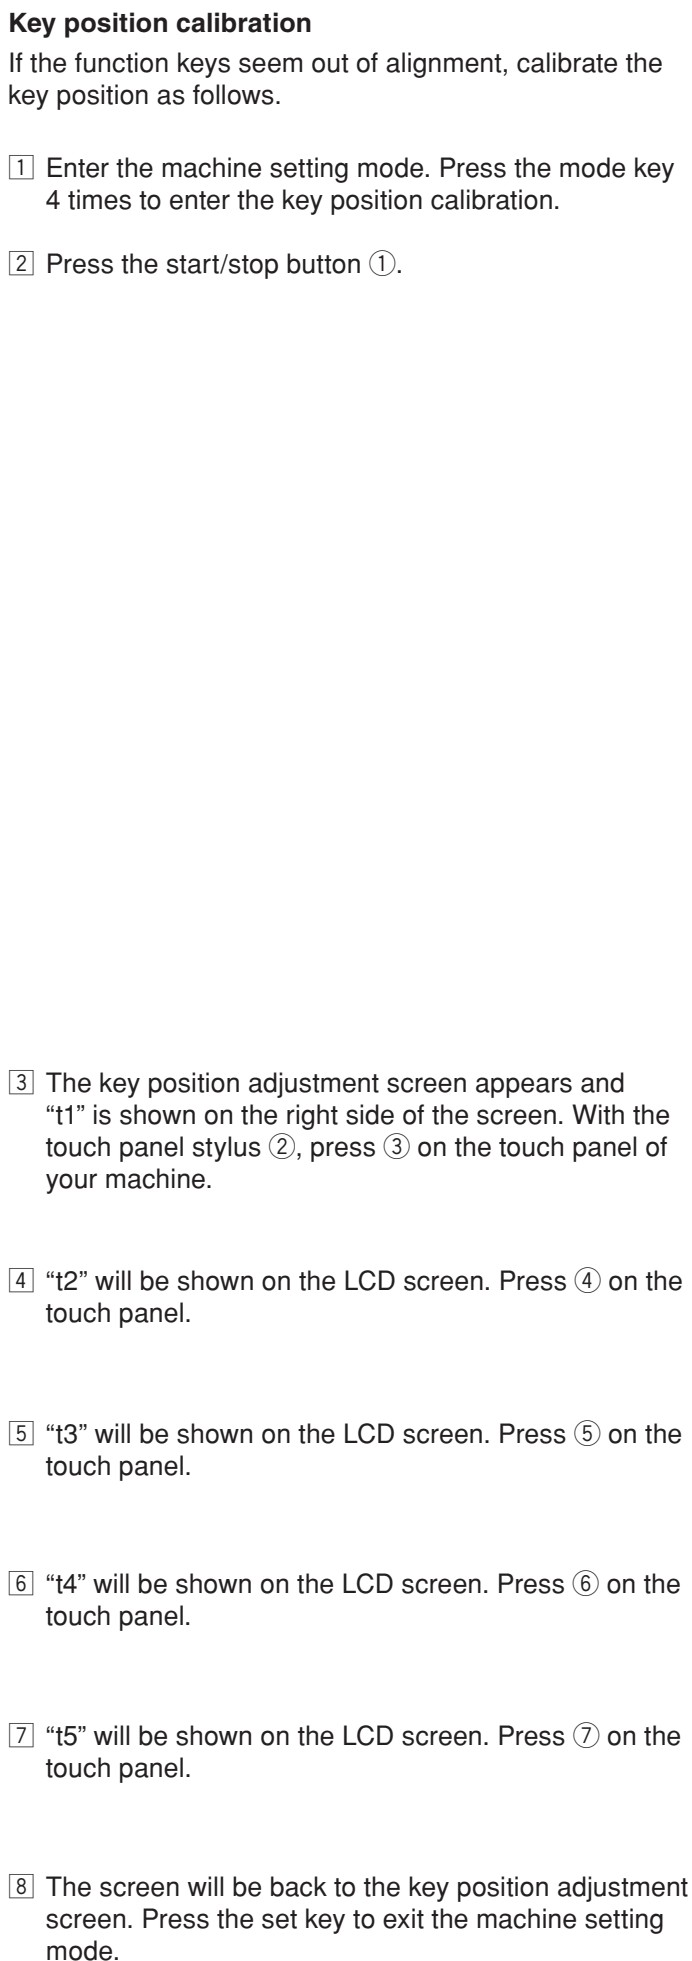 Key position calibration
If the function keys seem out of alignment, calibrate the
key position as follows.
1 Enter the machine setting mode. Press the mode key
4 times to enter the key position calibration.
2 Press the start/stop button ①.
3 The key position adjustment screen appears and
“t1” is shown on the right side of the screen. With the
touch panel stylus ②, press ③ on the touch panel of
your machine.
4 “t2” will be shown on the LCD screen. Press ④ on the
touch panel.
5 “t3” will be shown on the LCD screen. Press ⑤ on the
touch panel.
6 “t4” will be shown on the LCD screen. Press ⑥ on the
touch panel.
7 “t5” will be shown on the LCD screen. Press ⑦ on the
touch panel.
8 The screen will be back to the key position adjustment
screen. Press the set key to exit the machine setting
mode.